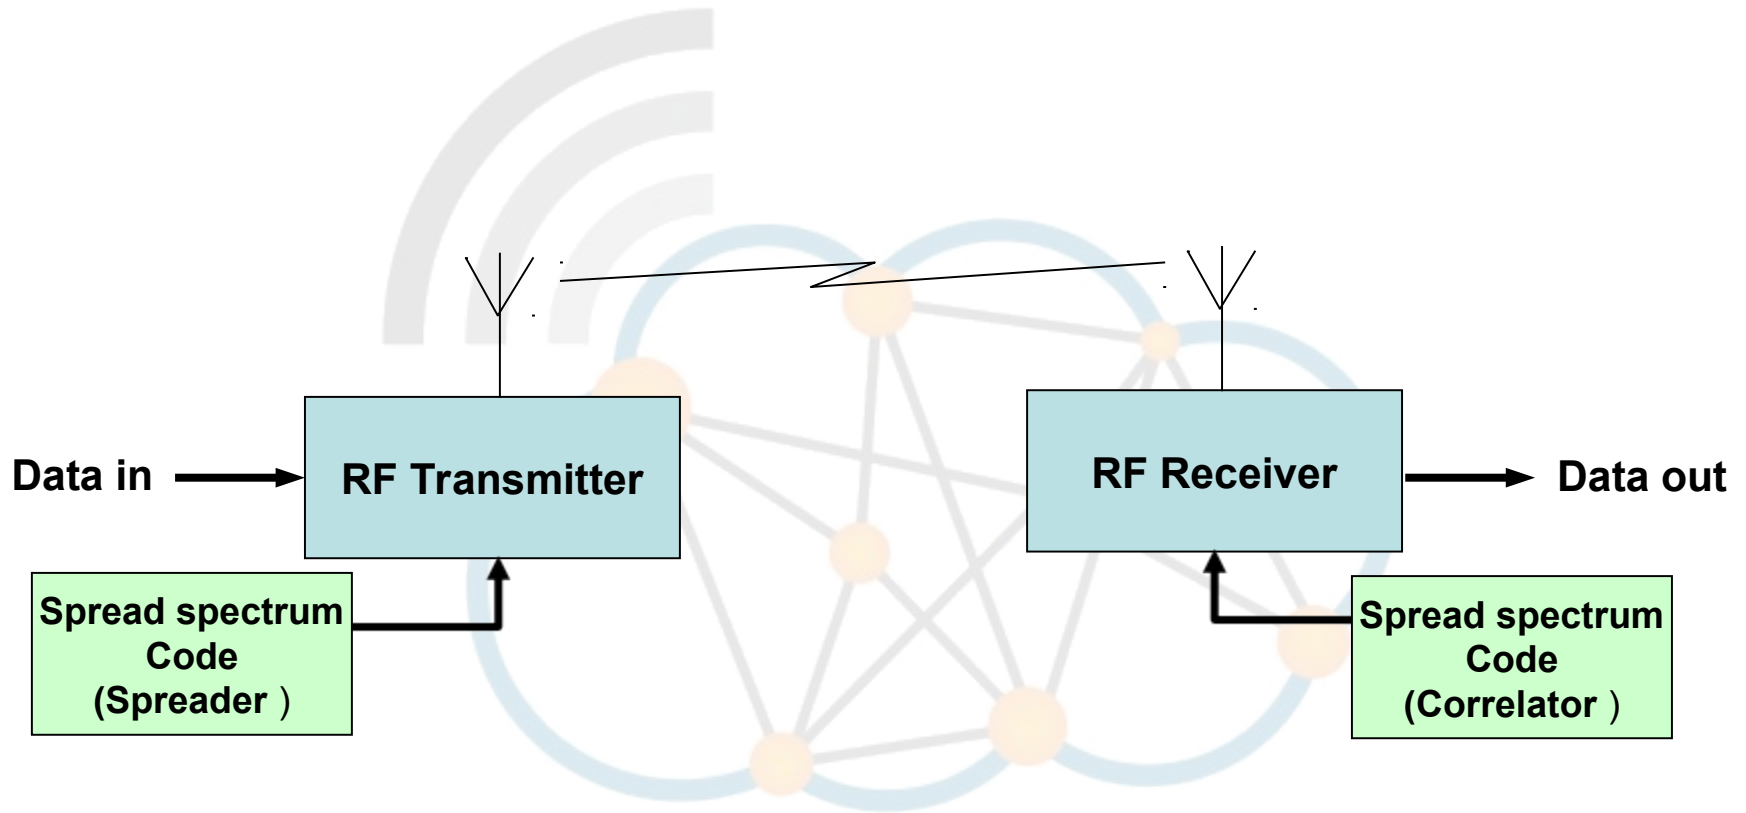 Data in
RF Transmitter
RF Receiver
Data out
Spread spectrum
Code
(Spreader )
Spread spectrum
Code
(Correlator )